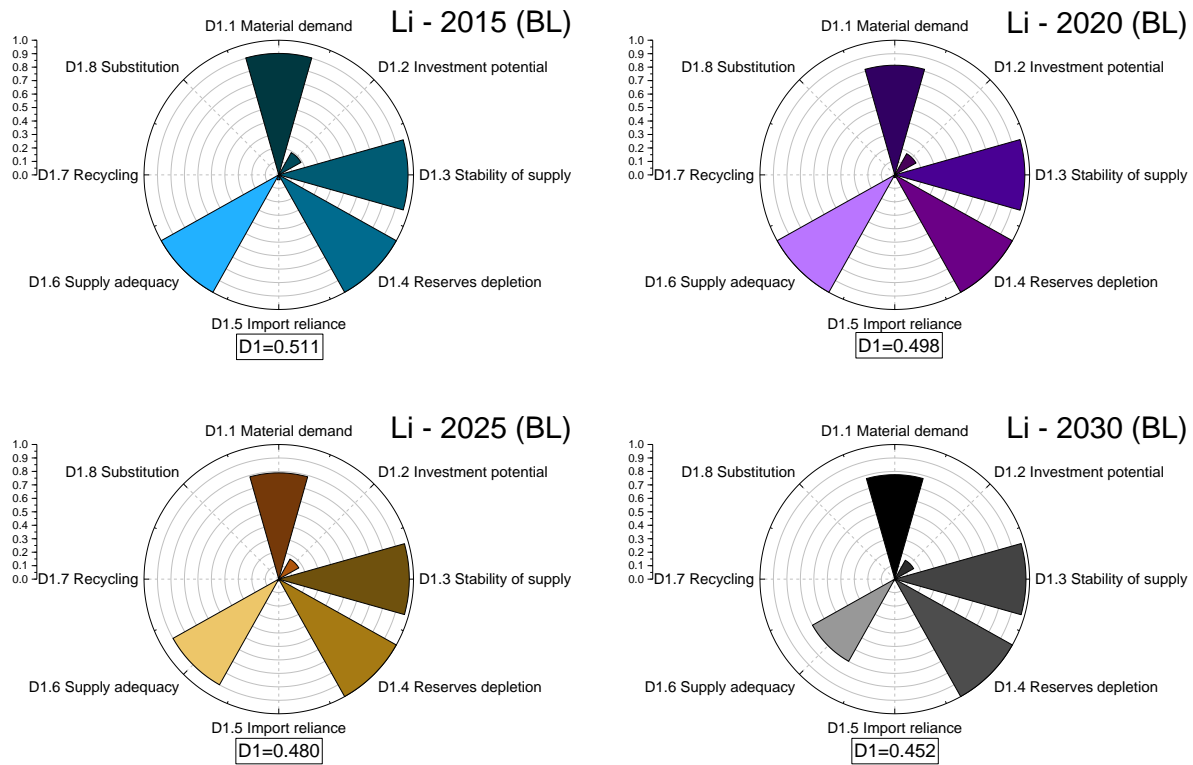 Li - 2015 (BL)
D1.1 Material demand
D1.2 Investment potential
D1.3 Stability of supply
D1.4 Reserves depletion
D1.5 Import reliance
D1.6 Supply adequacy
D1.7 Recycling
D1.8 Substitution
1.0
0.9
0.8
0.7
0.6
0.5
0.4
0.3
0.2
0.1
0.0
D1=0.511
Li - 2020 (BL)
D1.1 Material demand
D1.2 Investment potential
D1.3 Stability of supply
D1.4 Reserves depletion
D1.5 Import reliance
D1.6 Supply adequacy
D1.7 Recycling
D1.8 Substitution
1.0
0.9
0.8
0.7
0.6
0.5
0.4
0.3
0.2
0.1
0.0
D1=0.498
Li - 2025 (BL)
D1.1 Material demand
D1.2 Investment potential
D1.3 Stability of supply
D1.4 Reserves depletion
D1.5 Import reliance
D1.6 Supply adequacy
D1.7 Recycling
D1.8 Substitution
1.0
0.9
0.8
0.7
0.6
0.5
0.4
0.3
0.2
0.1
0.0
D1=0.480
Li - 2030 (BL)
D1.1 Material demand
D1.2 Investment potential
D1.3 Stability of supply
D1.4 Reserves depletion
D1.5 Import reliance
D1.6 Supply adequacy
D1.7 Recycling
D1.8 Substitution
1.0
0.9
0.8
0.7
0.6
0.5
0.4
0.3
0.2
0.1
0.0
D1=0.452